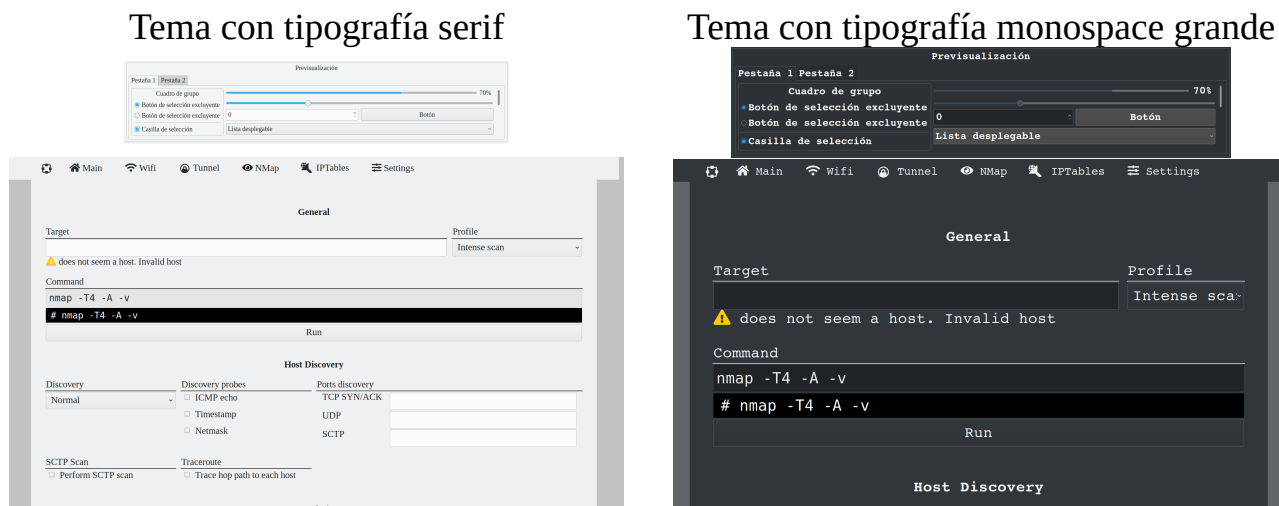 Tema con tipografía serif
Previsualización
Pestaña 1 Pestaña 2
Cuadro de grupo
70%
Botón de selección excluyente
Botón de selección excluyente
0
Botón
Casilla de selección
Lista desplegable
Main Wifi Tunnel NMap IPTables Settings
General
Target Profile
Intense scan
does not seem a host. Invalid host
Command
nmap -T4 -A -v
# nmap -T4 -A -v
Run
Host Discovery
Discovery Discovery probes Ports discovery
Normal ICMP echo TCP SYN/ACK
Timestamp UDP
Netmask SCTP
SCTP Scan Traceroute
Perform SCTP scan Trace hop path to each host
Tema con tipografía monospace grande
Previsualización
Pestaña 1 Pestaña 2
Cuadro de grupo
70%
Botón de selección excluyente
Botón de selección excluyente
0
Botón
Casilla de selección
Lista desplegable
Main Wifi Tunnel NMap IPTables Settings
General
Target Profile
Intense sca
does not seem a host. Invalid host
Command
nmap -T4 -A -v
# nmap -T4 -A -v
Run
Host Discovery